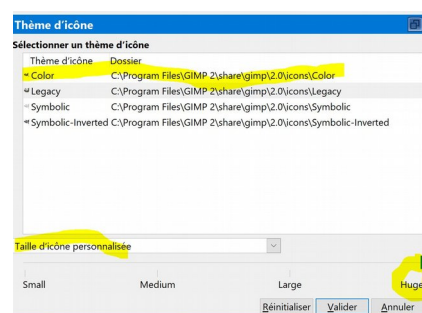 Thème d'icône
Sélectionner un thème d'icône
Thème d'icône Dossier
Color C:\Program Files\GIMP 2\share\gimp\2.0\icons\Color
Legacy C:\Program Files\GIMP 2\share\gimp\2.0\icons\Legacy
Symbolic C:\Program Files\GIMP 2\share\gimp\2.0\icons\Symbolic
Symbolic-Inverted C:\Program Files\GIMP 2\share\gimp\2.0\icons\Symbolic-Inverted
Taille d'icône personnalisée
Small Medium Large Huge
Réinitialiser Valider Annuler